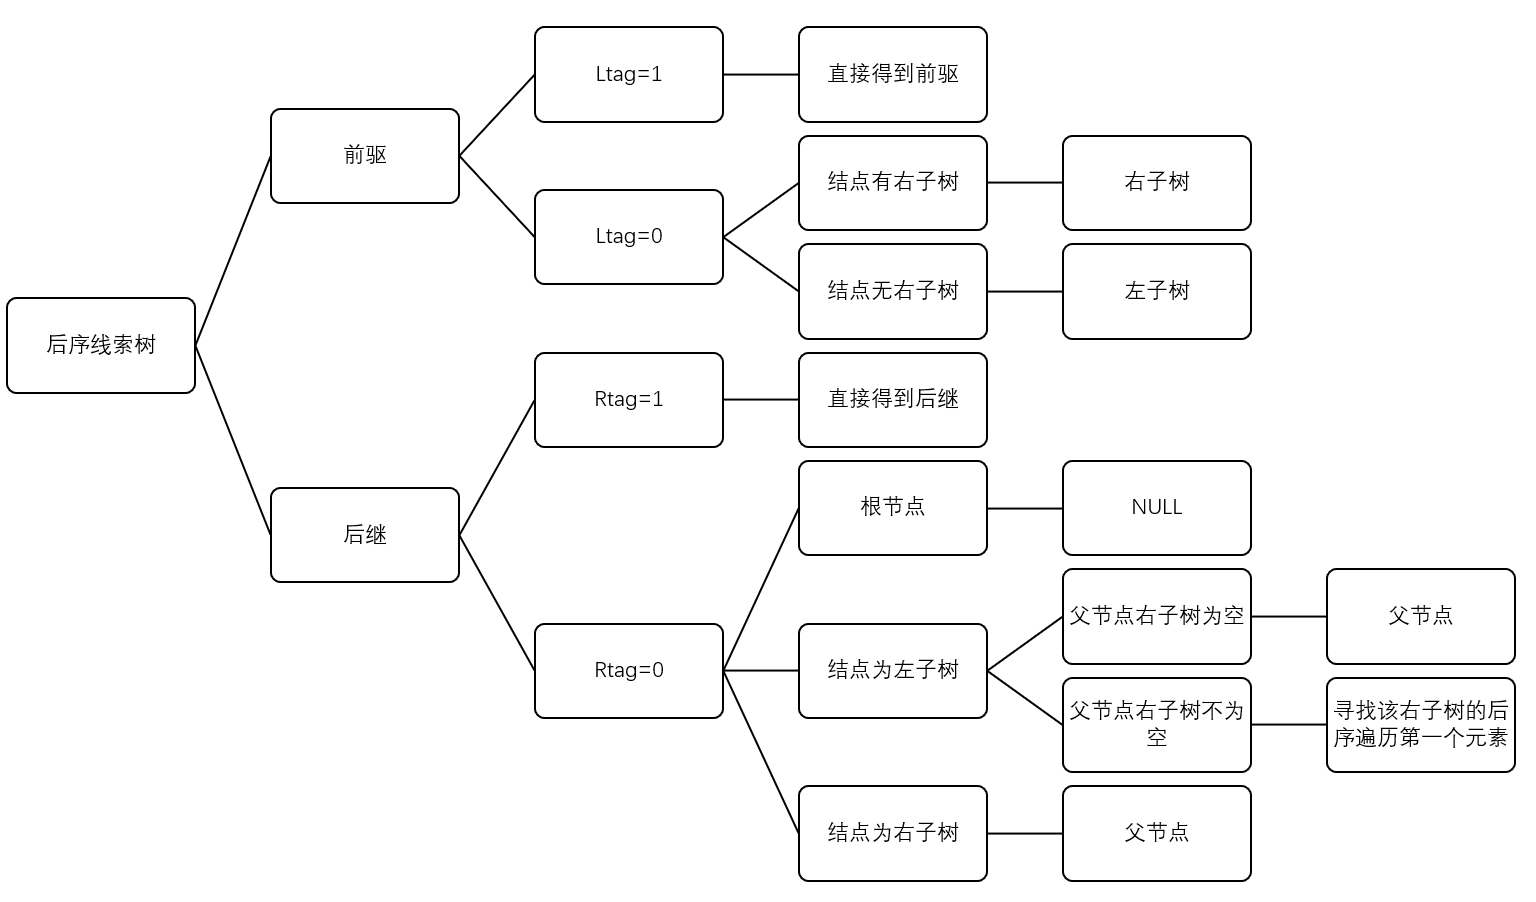 后序线索树
前驱
Ltag=1
直接得到前驱
Ltag=0
结点有右子树
右子树
结点无右子树
左子树
后继
Rtag=1
直接得到后继
Rtag=0
根节点
NULL
结点为左子树
父节点右子树为空
父节点
父节点右子树不为
空
寻找该右子树的后
序遍历第一个元素
结点为右子树
父节点